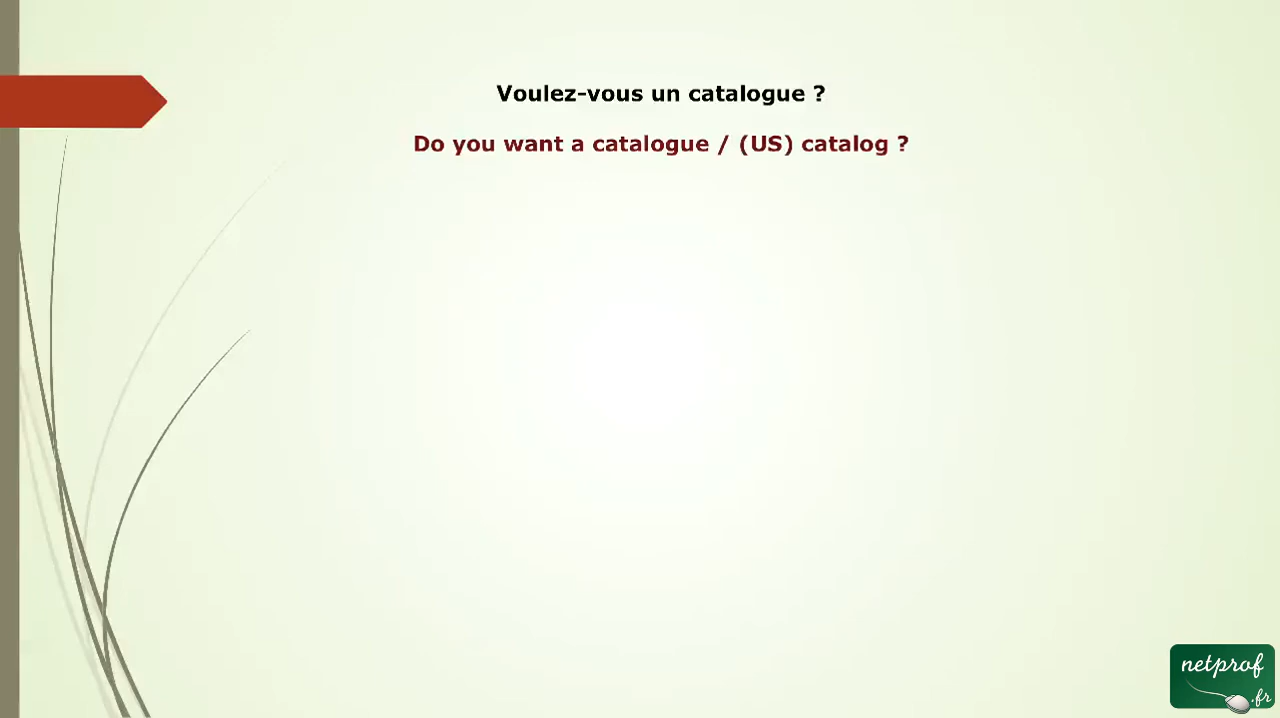 Voulez-vous un catalogue ?
Do you want a catalogue / (US) catalog ?
netprof
.fr